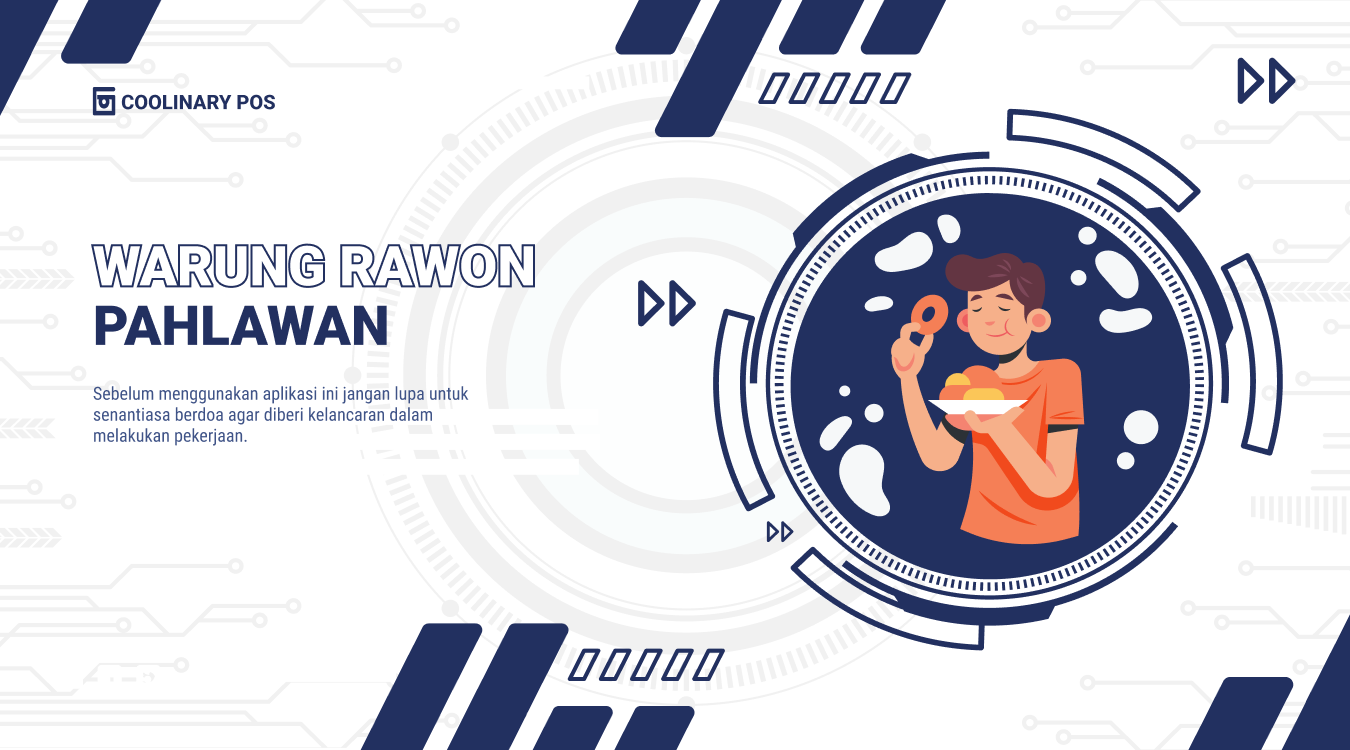 COOLINARY POS
WARUNG RAWON
PAHLAWAN
Sebelum menggunakan aplikasi ini jangan lupa untuk
senantiasa berdoa agar diberi kelancaran dalam
melakukan pekerjaan.